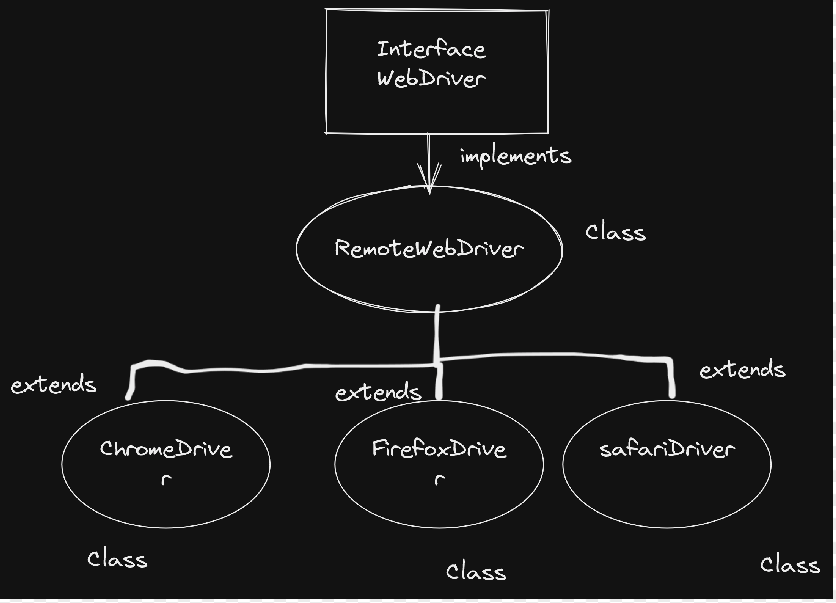 Interface
WebDriver
implements
RemoteWebDriver
Class
extends
extends
extends
ChromeDrive
r
FirefoxDrive
r
safariDriver
Class
Class
Class